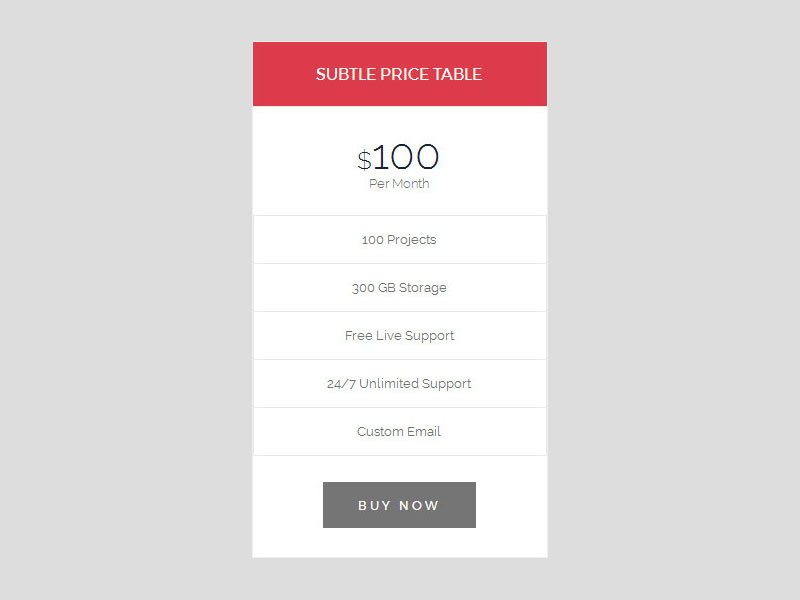 SUBTLE PRICE TABLE
$100
Per Month
100 Projects
300 GB Storage
Free Live Support
24/7 Unlimited Support
Custom Email
BUY NOW